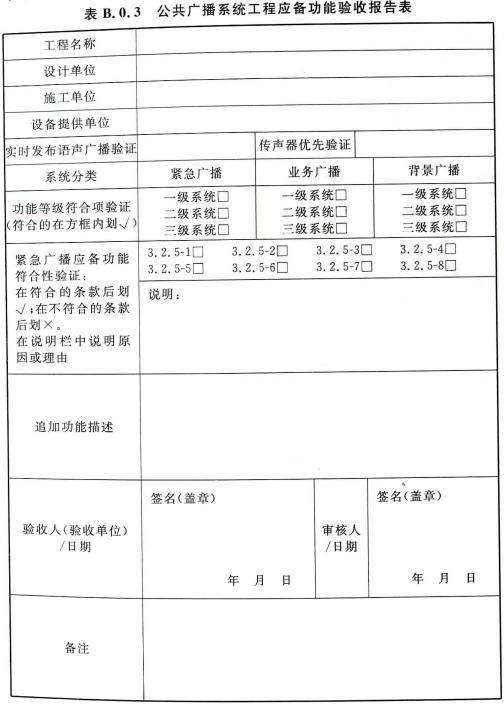 表 B.0.3 公共广播系统工程应备功能验收报告表
工程名称
设计单位
施工单位
设备提供单位
实时发布语声广播验证
传声器优先验证
系统分类
紧急广播
业务广播
背景广播
功能等级符合项验证
(符合的在方框内划√)
一级系统□
二级系统□
三级系统□
一级系统□
二级系统□
三级系统□
一级系统□
二级系统□
三级系统□
紧急广播应备功能
符合性验证:
在符合的条款后划
√;在不符合的条款
后划×。
在说明栏中说明原
因或理由
3.2.5-1□ 3.2.5-2□ 3.2.5-3□ 3.2.5-4□
3.2.5-5□ 3.2.5-6□ 3.2.5-7□ 3.2.5-8□
说明:
追加功能描述
验收人(验收单位)
/日期
签名(盖章)
年 月 日
审核人
/日期
签名(盖章)
年 月 日
备注